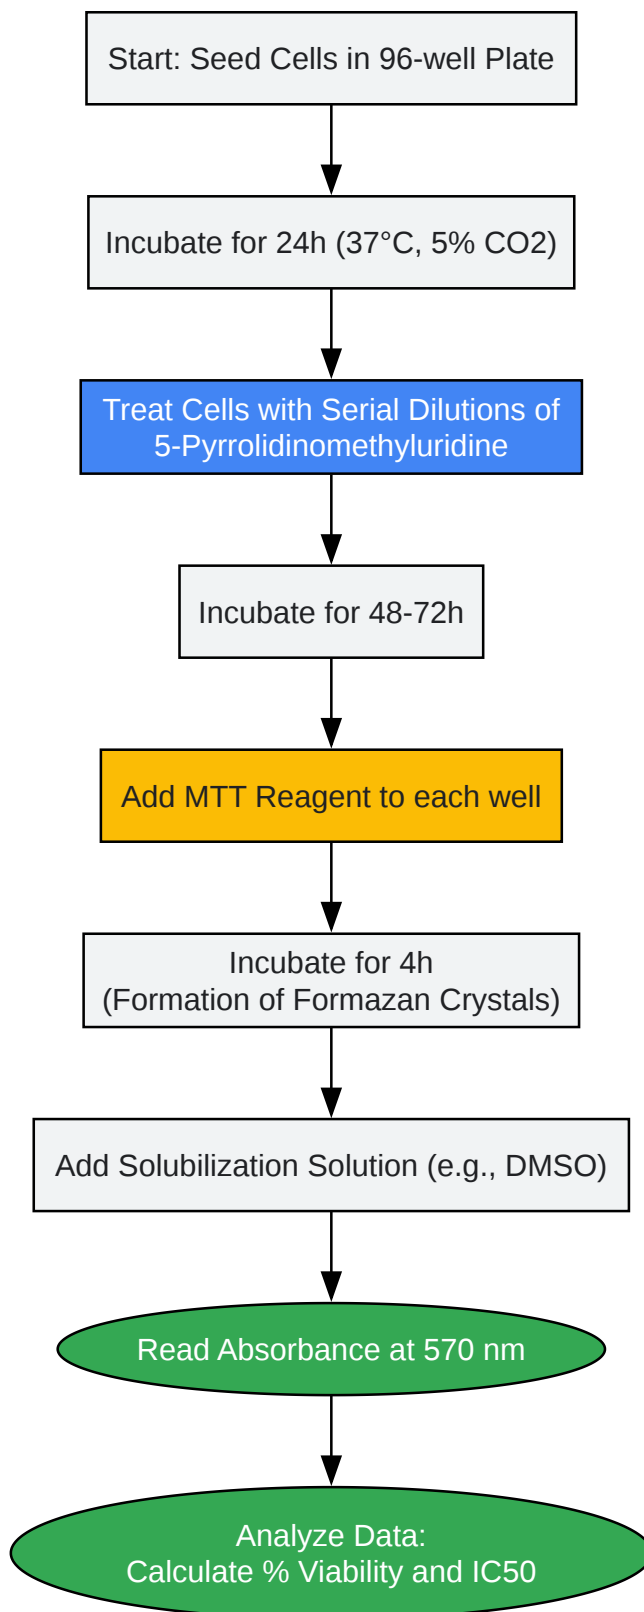 Start: Seed Cells in 96-well Plate
Incubate for 24h (37°C, 5% CO2)
Treat Cells with Serial Dilutions of
5-Pyrrolidinomethyluridine
Incubate for 48-72h
Add MTT Reagent to each well
Incubate for 4h
(Formation of Formazan Crystals)
Add Solubilization Solution (e.g., DMSO)
Read Absorbance at 570 nm
Analyze Data:
Calculate % Viability and IC50